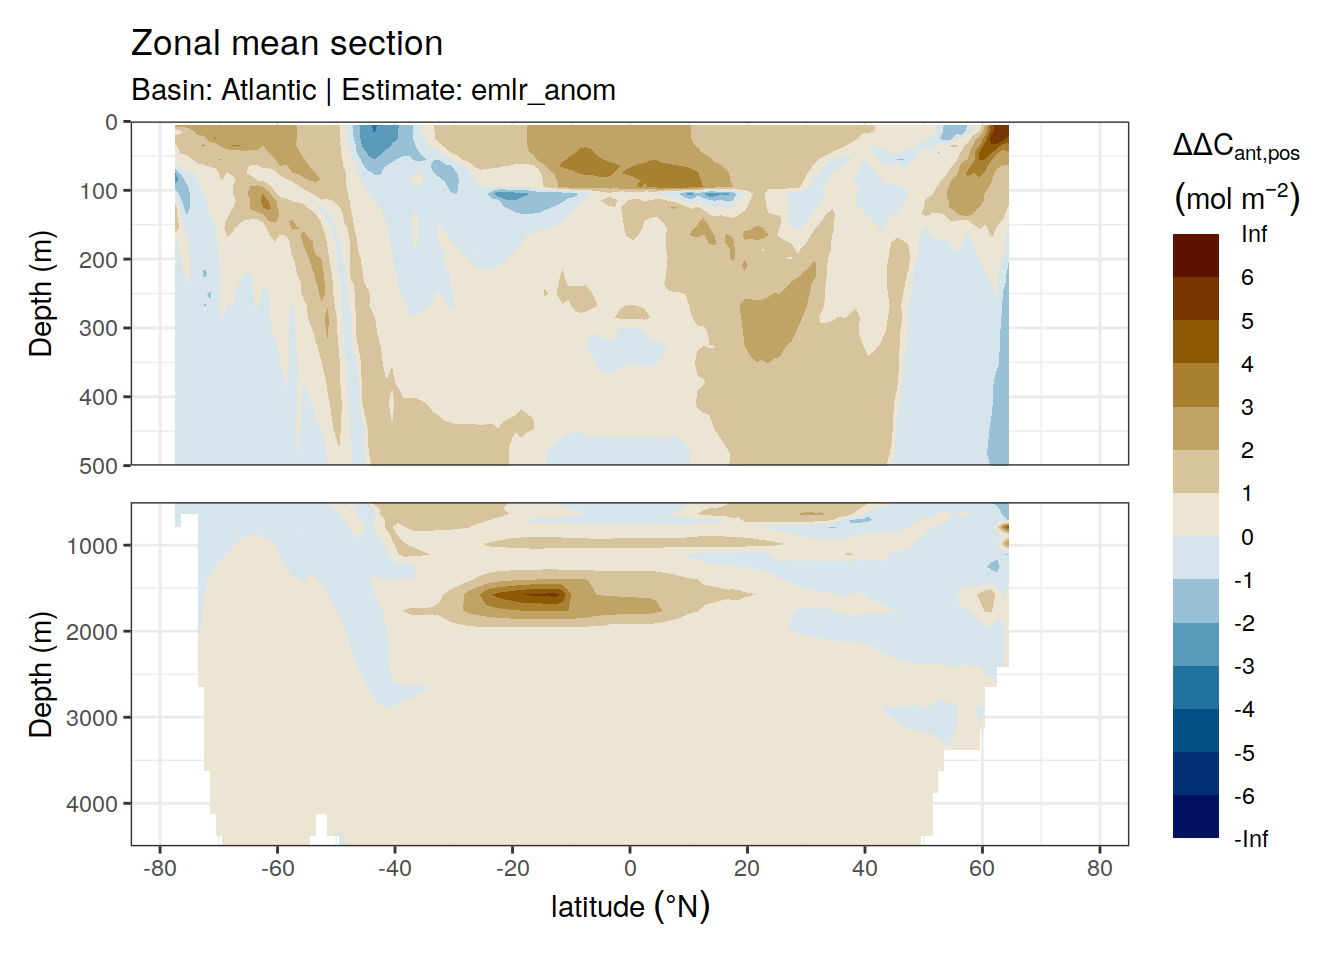 Zonal mean section
Basin: Atlantic | Estimate: emlr_anom
0
100
200
300
400
500
Depth (m)
1000
2000
3000
4000
Depth (m)
-80 -60 -40 -20 0 20 40 60 80
latitude (°N)
ΔΔCant,pos
(mol m−2)
Inf
6
5
4
3
2
1
0
-1
-2
-3
-4
-5
-6
-Inf